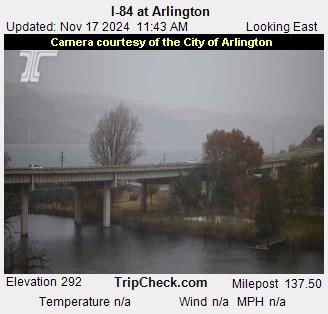 I-84 at Arlington
Updated: Nov 17 2024 11:43 AM Looking East
Camera courtesy of the City of Arlington
Elevation 292 TripCheck.com Milepost 137.50
Temperature n/a Wind n/a MPH n/a